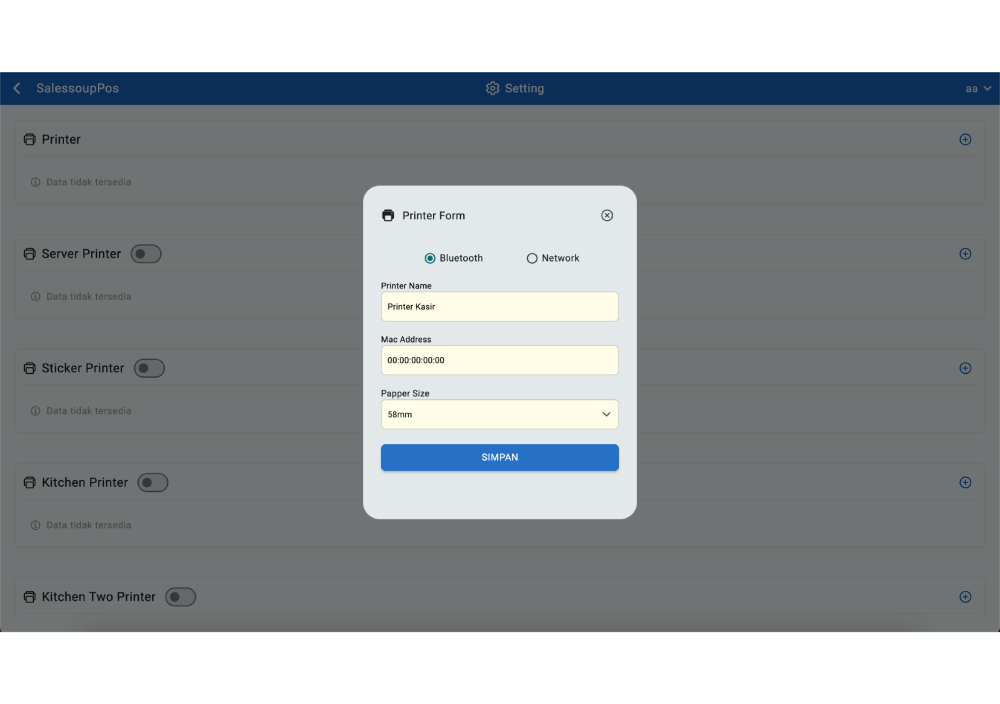 SalessoupPos
Setting
aa
Printer
Data tidak tersedia
Server Printer
Data tidak tersedia
Sticker Printer
Data tidak tersedia
Kitchen Printer
Data tidak tersedia
Kitchen Two Printer
Printer Form
Bluetooth
Network
Printer Name
Printer Kasir
Mac Address
00:00:00:00:00
Papper Size
58mm
SIMPAN